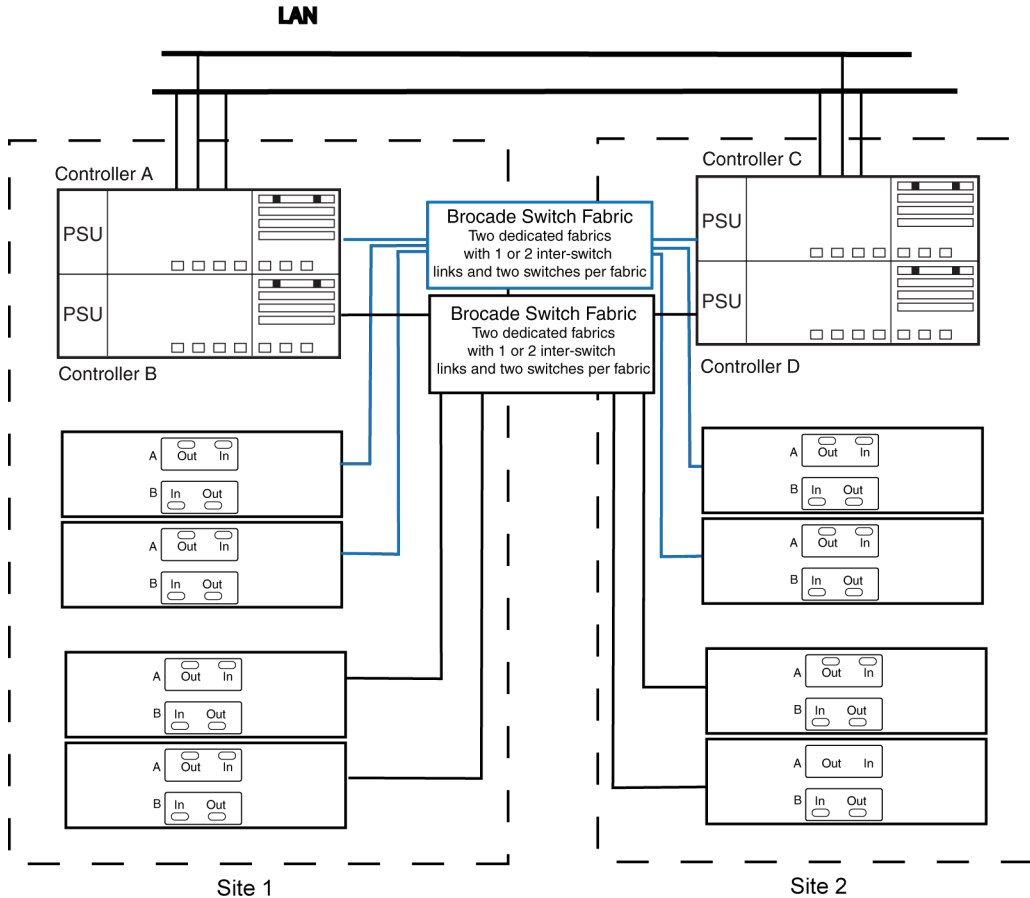 LAN
Controller A
Controller C
PSU
PSU
Brocade Switch Fabric
Two dedicated fabrics
with 1 or 2 inter-switch
links and two switches per fabric
PSU
PSU
Brocade Switch Fabric
Two dedicated fabrics
with 1 or 2 inter-switch
links and two switches per fabric
Controller B
Controller D
A Out In
B In Out
A Out In
B In Out
A Out In
B In Out
A Out In
B In Out
A Out In
B In Out
A Out In
B In Out
A Out In
B In Out
A Out In
B In Out
Site 1
Site 2